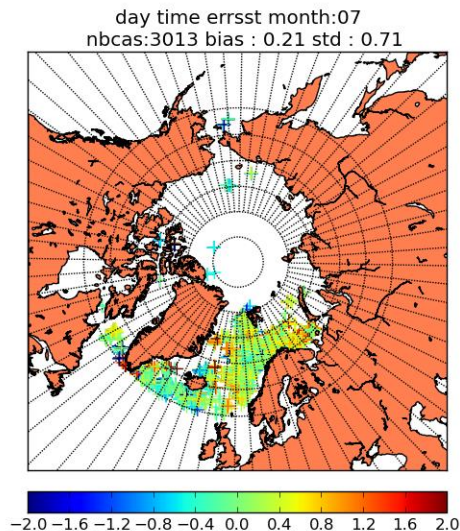 day time errsst month:07
nbcas:3013 bias : 0.21 std : 0.71
−2.0−1.6−1.2−0.8−0.4 0.0 0.4 0.8 1.2 1.6 2.0